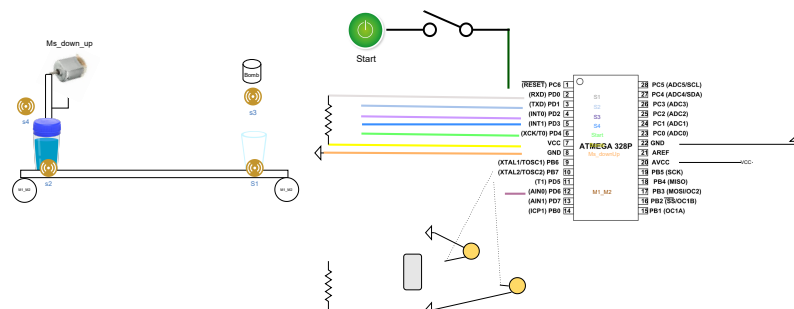 Ms_down_up
Bomb
s3
s4
s2
S1
M1_M2
M1_M2
Start
(RESET) PC6 1
(RXD) PD0 2
(TXD) PD1 3
(INT0) PD2 4
(INT1) PD3 5
(XCK/T0) PD4 6
VCC 7
GND 8
(XTAL1/TOSC1) PB6 9
(XTAL2/TOSC2) PB7 10
(T1) PD5 11
(AIN0) PD6 12
(AIN1) PD7 13
(ICP1) PB0 14
S1
S2
S3
S4
Start
ATMEGA 328P
Ms_downUp
M1_M2
28 PC5 (ADC5/SCL)
27 PC4 (ADC4/SDA)
26 PC3 (ADC3)
25 PC2 (ADC2)
24 PC1 (ADC1)
23 PC0 (ADC0)
22 GND
21 AREF
20 AVCC
19 PB5 (SCK)
18 PB4 (MISO)
17 PB3 (MOSI/OC2)
16 PB2 (SS/OC1B)
15 PB1 (OC1A)
VCC-